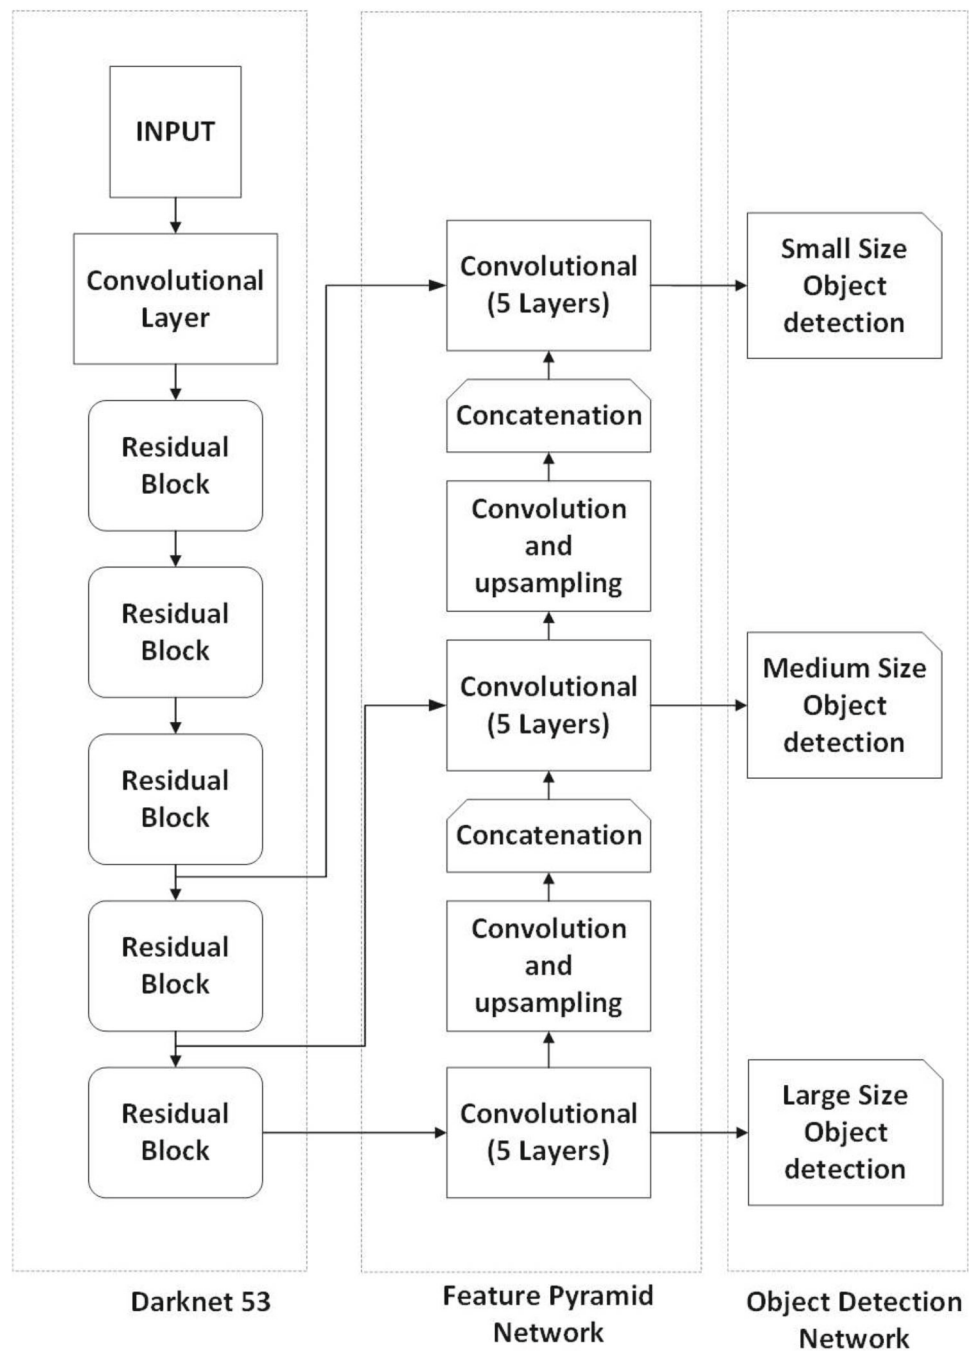 INPUT
Convolutional
Layer
Residual
Block
Residual
Block
Residual
Block
Residual
Block
Residual
Block
Darknet 53
Convolutional
(5 Layers)
Concatenation
Convolution
and
upsampling
Convolutional
(5 Layers)
Concatenation
Convolution
and
upsampling
Convolutional
(5 Layers)
Feature Pyramid
Network
Small Size
Object
detection
Medium Size
Object
detection
Large Size
Object
detection
Object Detection
Network